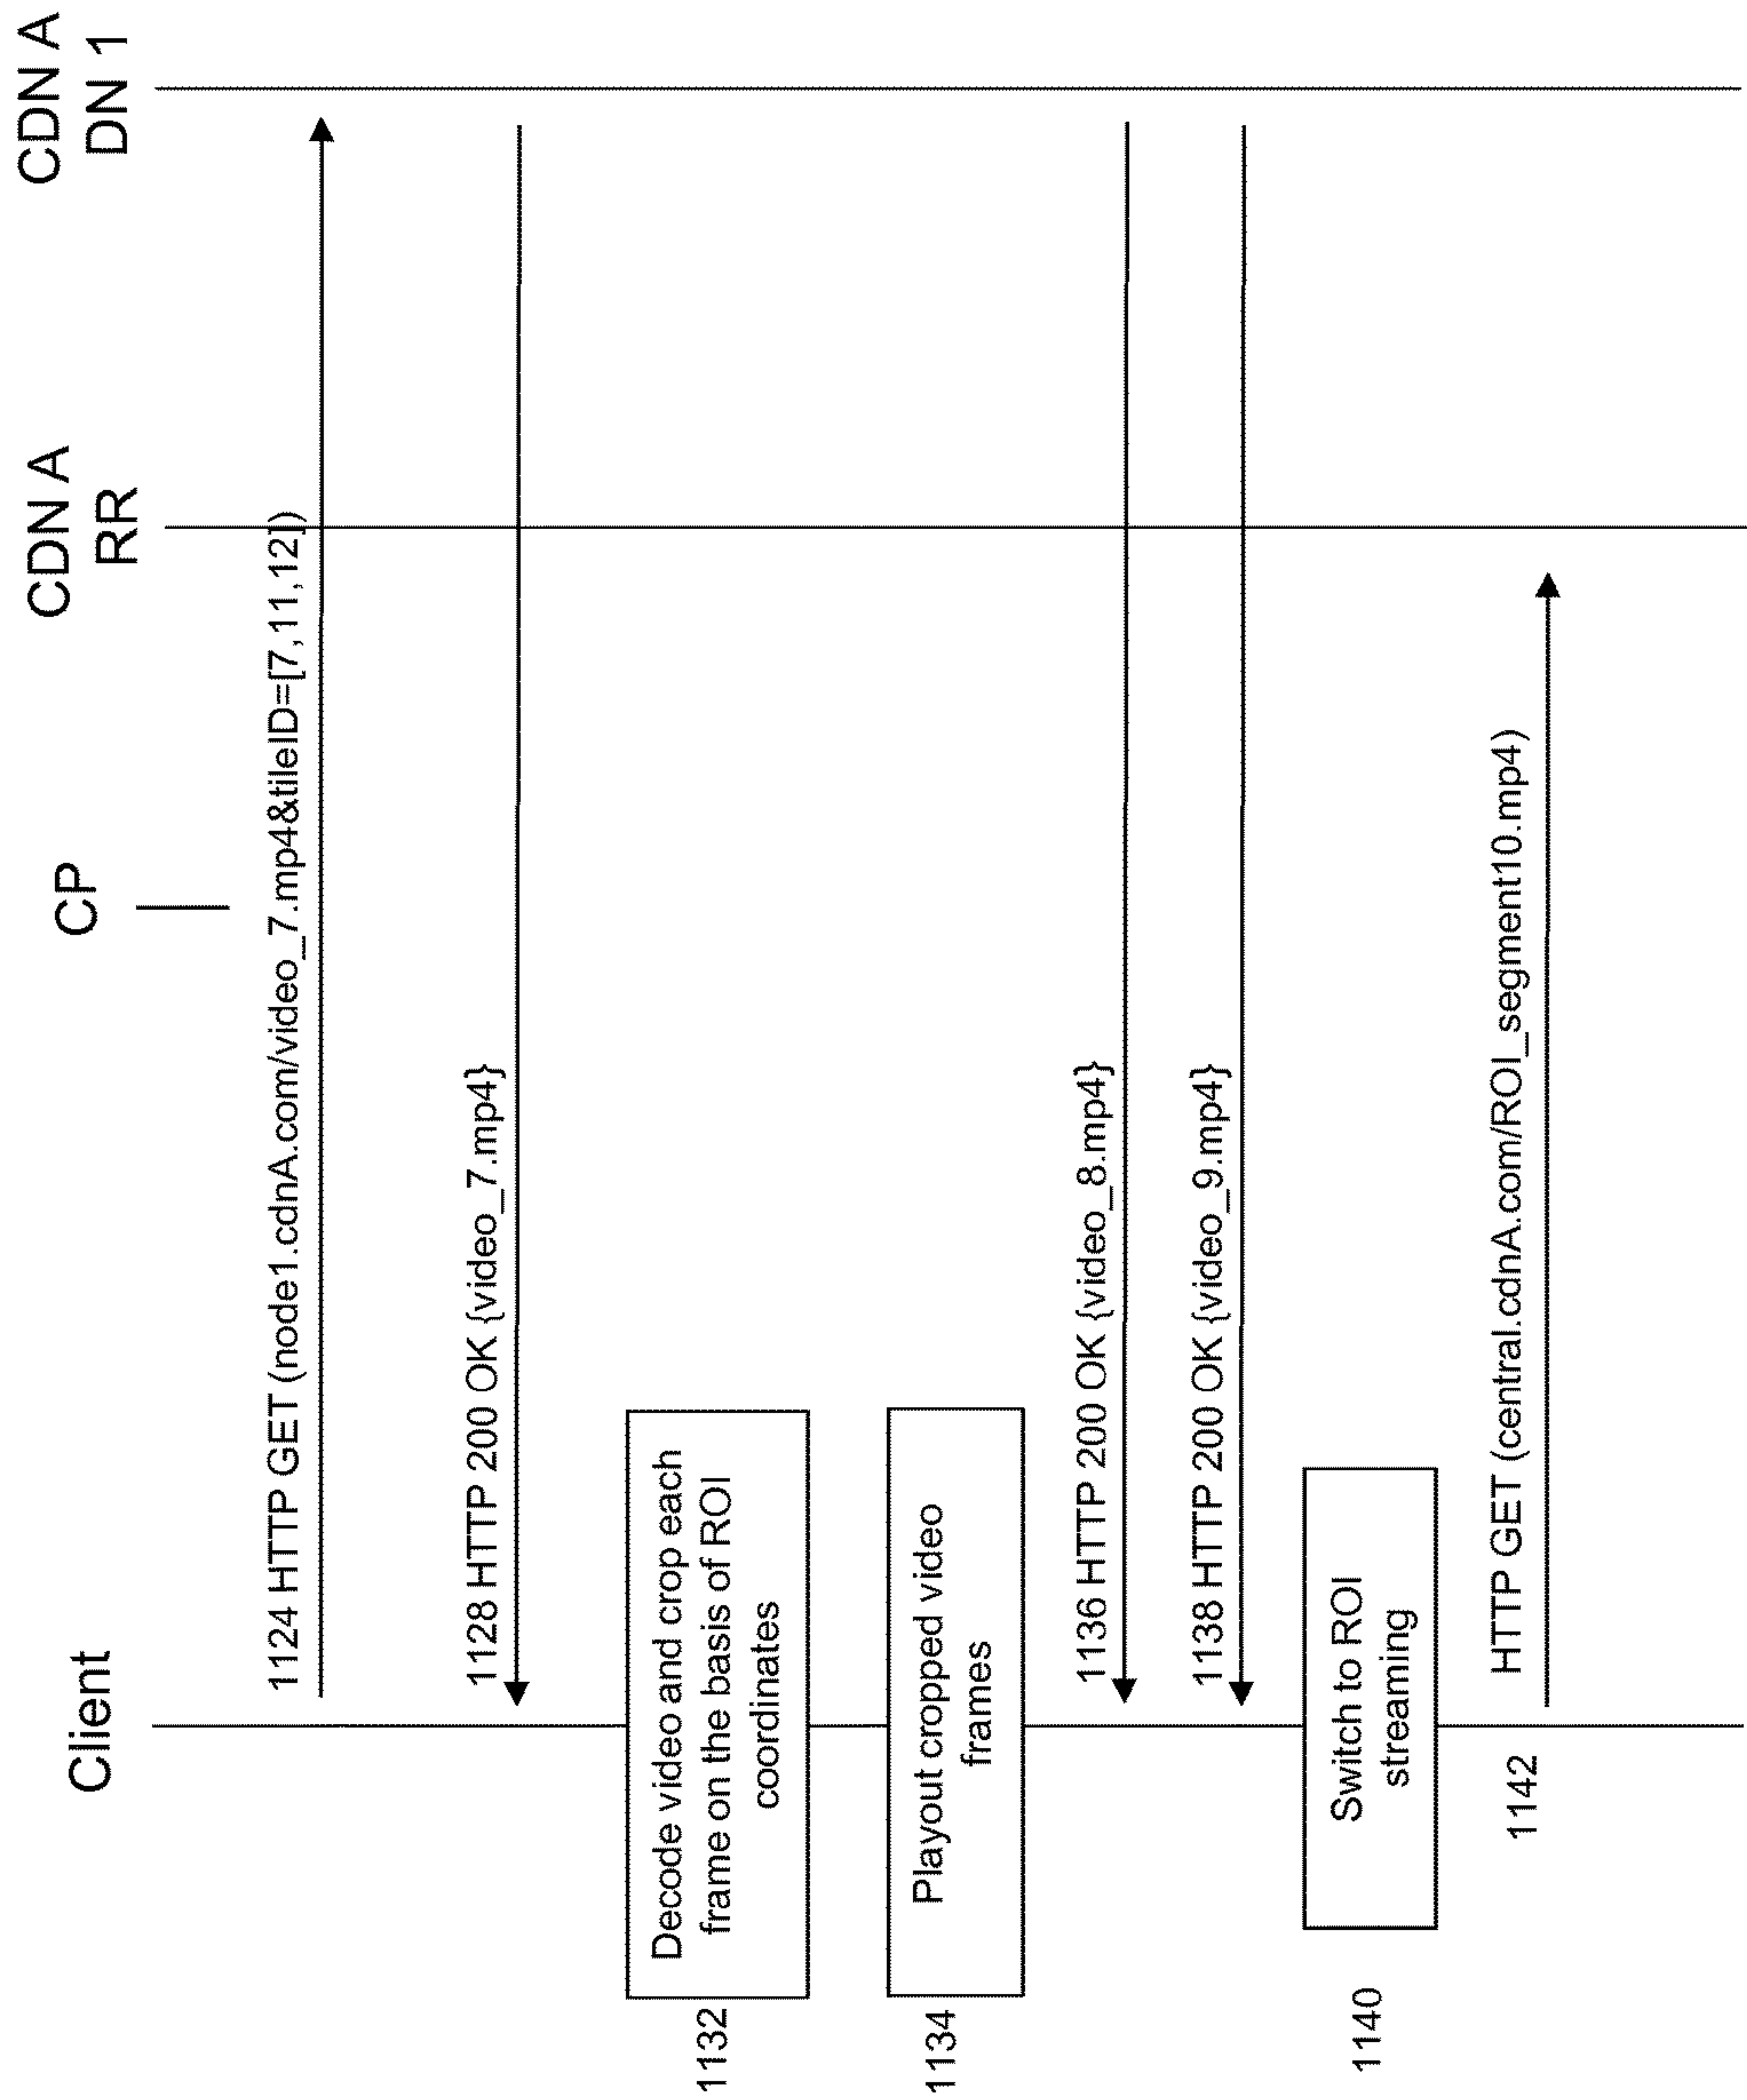 Client
CP
CDN A
RR
CDN A
DN 1
1124 HTTP GET (node1.cdnA.com/video_7.mp4&tileID=[7,11,12])
1128 HTTP 200 OK {video_7.mp4}
1132
Decode video and crop each
frame on the basis of ROI
coordinates
1134
Playout cropped video
frames
1136 HTTP 200 OK {video_8.mp4}
1138 HTTP 200 OK {video_9.mp4}
1140
Switch to ROI
streaming
1142
HTTP GET (central.cdnA.com/ROI_segment10.mp4)